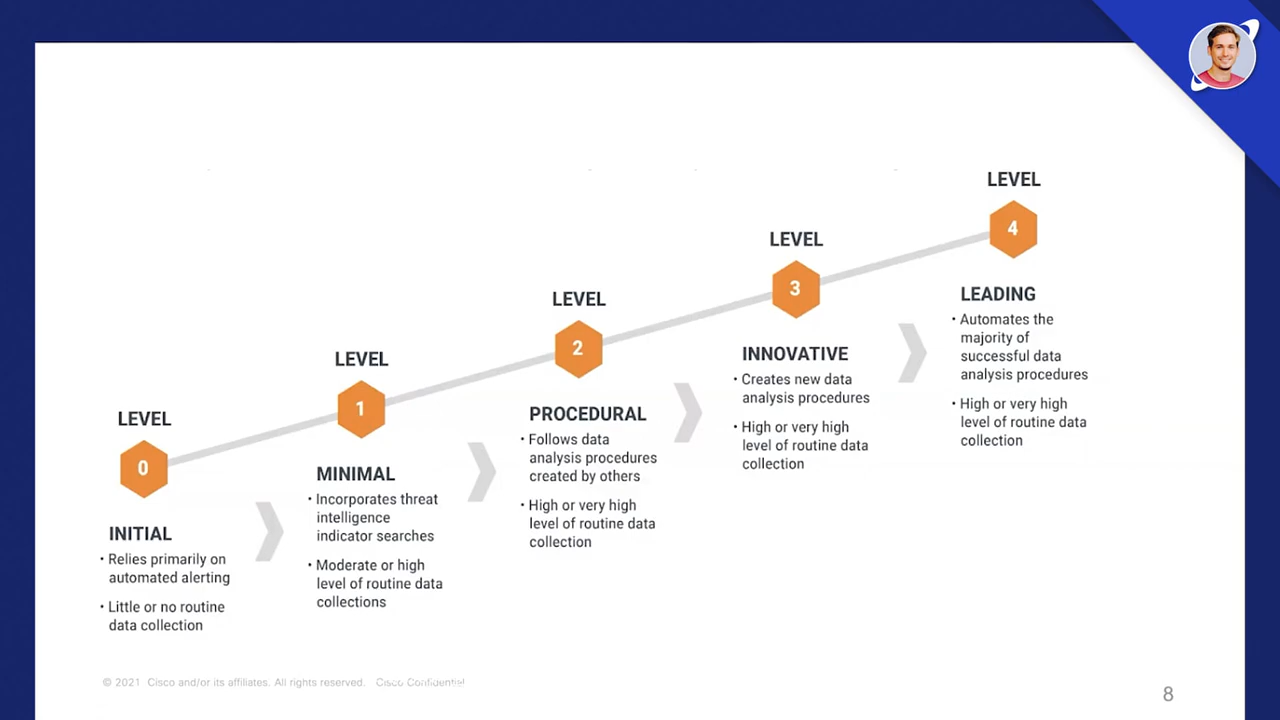 LEVEL
0
INITIAL
• Relies primarily on
automated alerting
• Little or no routine
data collection
LEVEL
1
MINIMAL
• Incorporates threat
intelligence
indicator searches
• Moderate or high
level of routine data
collections
LEVEL
2
PROCEDURAL
• Follows data
analysis procedures
created by others
• High or very high
level of routine data
collection
LEVEL
3
INNOVATIVE
• Creates new data
analysis procedures
• High or very high
level of routine data
collection
LEVEL
4
LEADING
• Automates the
majority of
successful data
analysis procedures
• High or very high
level of routine data
collection
© 2021 Cisco and/or its affiliates. All rights reserved. Cisco Confidential
8